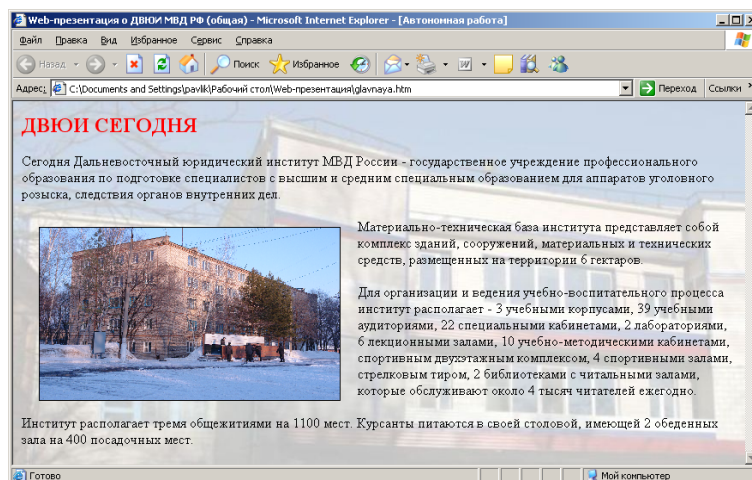 Web-презентация о ДВЮИ МВД РФ (общая) - Microsoft Internet Explorer - [Автономная работа]
Файл Правка Вид Избранное Сервис Справка
Назад Поиск Избранное
Адрес: C:\Documents and Settings\pavlik\Рабочий стол\Web-презентация\glavnaya.htm Переход Ссылки
ДВЮИ СЕГОДНЯ
Сегодня Дальневосточный юридический институт МВД России - государственное учреждение профессионального
образования по подготовке специалистов с высшим и средним специальным образованием для аппаратов уголовного
розыска, следствия органов внутренних дел.
Материально-техническая база института представляет собой
комплекс зданий, сооружений, материальных и технических
средств, размещенных на территории 6 гектаров.
Для организации и ведения учебно-воспитательного процесса
институт располагает - 3 учебными корпусами, 39 учебными
аудиториями, 22 специальными кабинетами, 2 лабораториями,
6 лекционными залами, 10 учебно-методическими кабинетами,
спортивным двухэтажным комплексом, 4 спортивными залами,
стрелковым тиром, 2 библиотеками с читальными залами,
которые обслуживают около 4 тысяч читателей ежегодно.
Институт располагает тремя общежитиями на 1100 мест. Курсанты питаются в своей столовой, имеющей 2 обеденных
зала на 400 посадочных мест.
Готово Мой компьютер